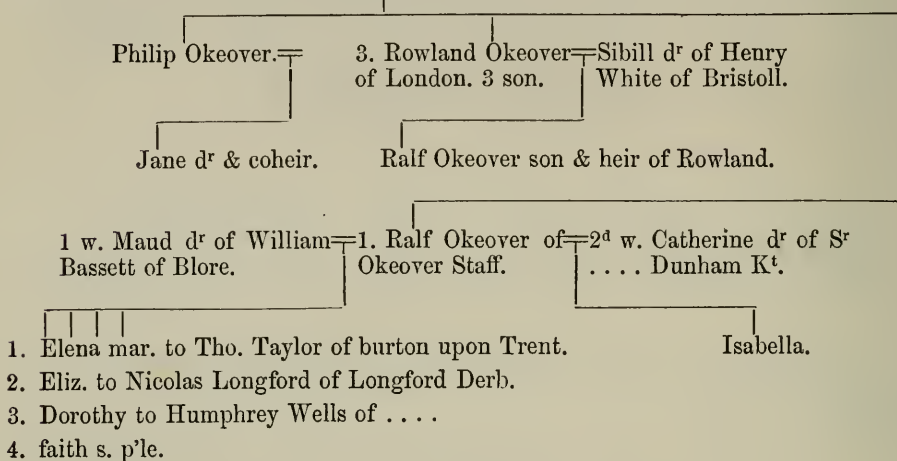 Philip Okeover.
3. Rowland Okeover
of London. 3 son.
Sibill dʳ of Henry
White of Bristoll.
Jane dʳ & coheir.
Ralf Okeover son & heir of Rowland.
1 w. Maud dʳ of William
Bassett of Blore.
1. Ralf Okeover of
Okeover Staff.
2ᵈ w. Catherine dʳ of Sʳ
. . . . Dunham Kᵗ.
1. Elena mar. to Tho. Taylor of burton upon Trent.
Isabella.
2. Eliz. to Nicolas Longford of Longford Derb.
3. Dorothy to Humphrey Wells of . . . .
4. faith s. p'le.